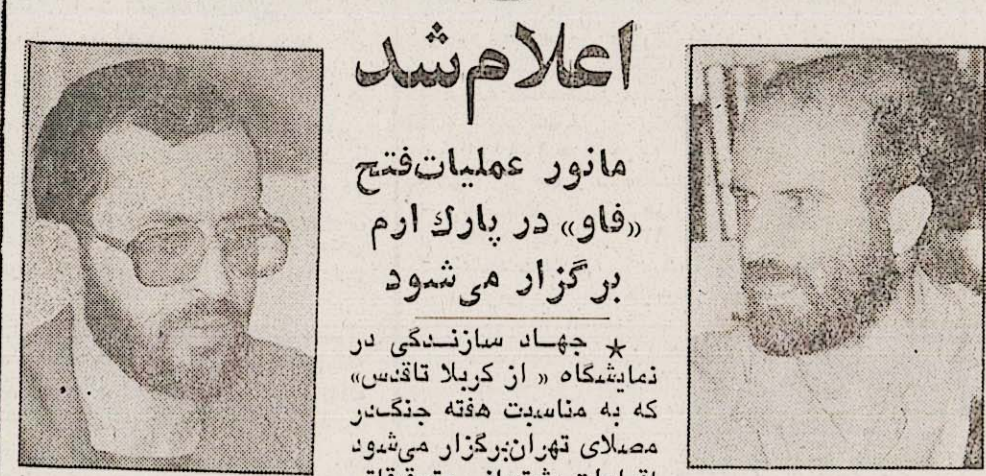 اعلام شد
مانور عملیات فتح
«فاو» در پارك ارم
برگزار می‌شود
★ جهاد سازندگی در
نمایشگاه « از کربلا تاقدس»
که به مناسبت هفته جنگ‌در
مصلای تهران‌برگزار می‌شود